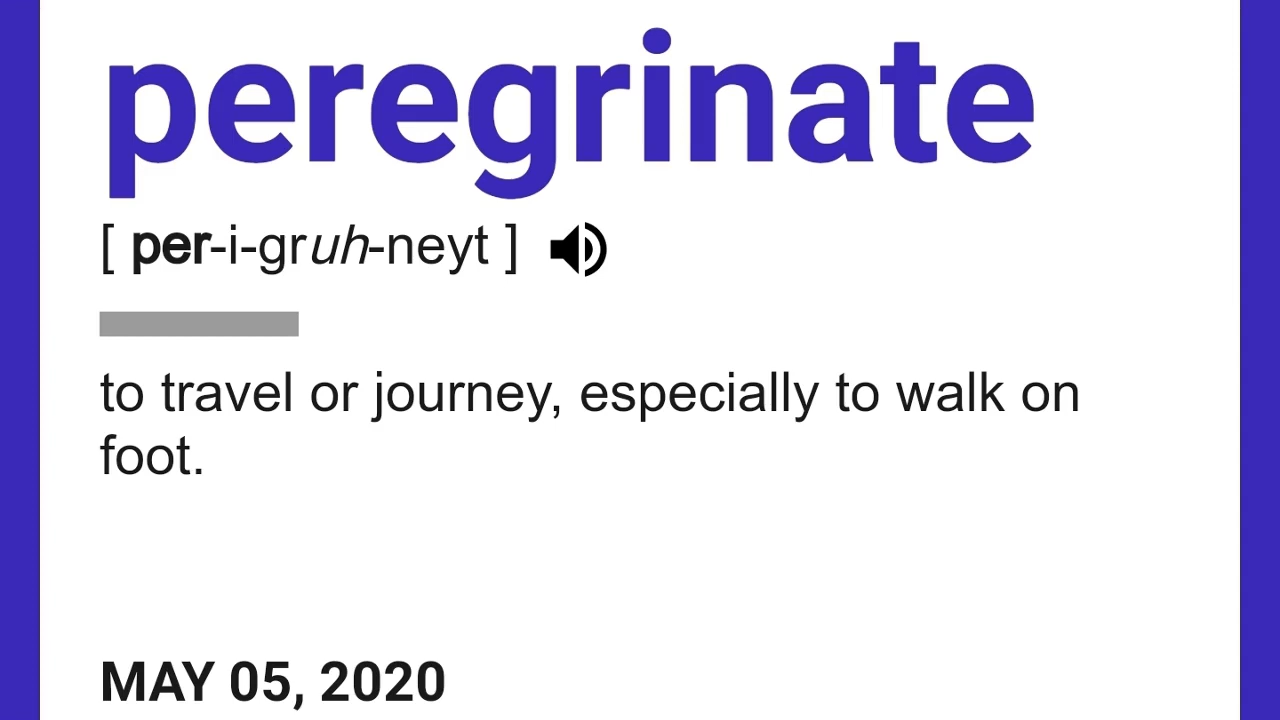 peregrinate
[ per-i-gruh-neyt ]
to travel or journey, especially to walk on
foot.
MAY 05, 2020